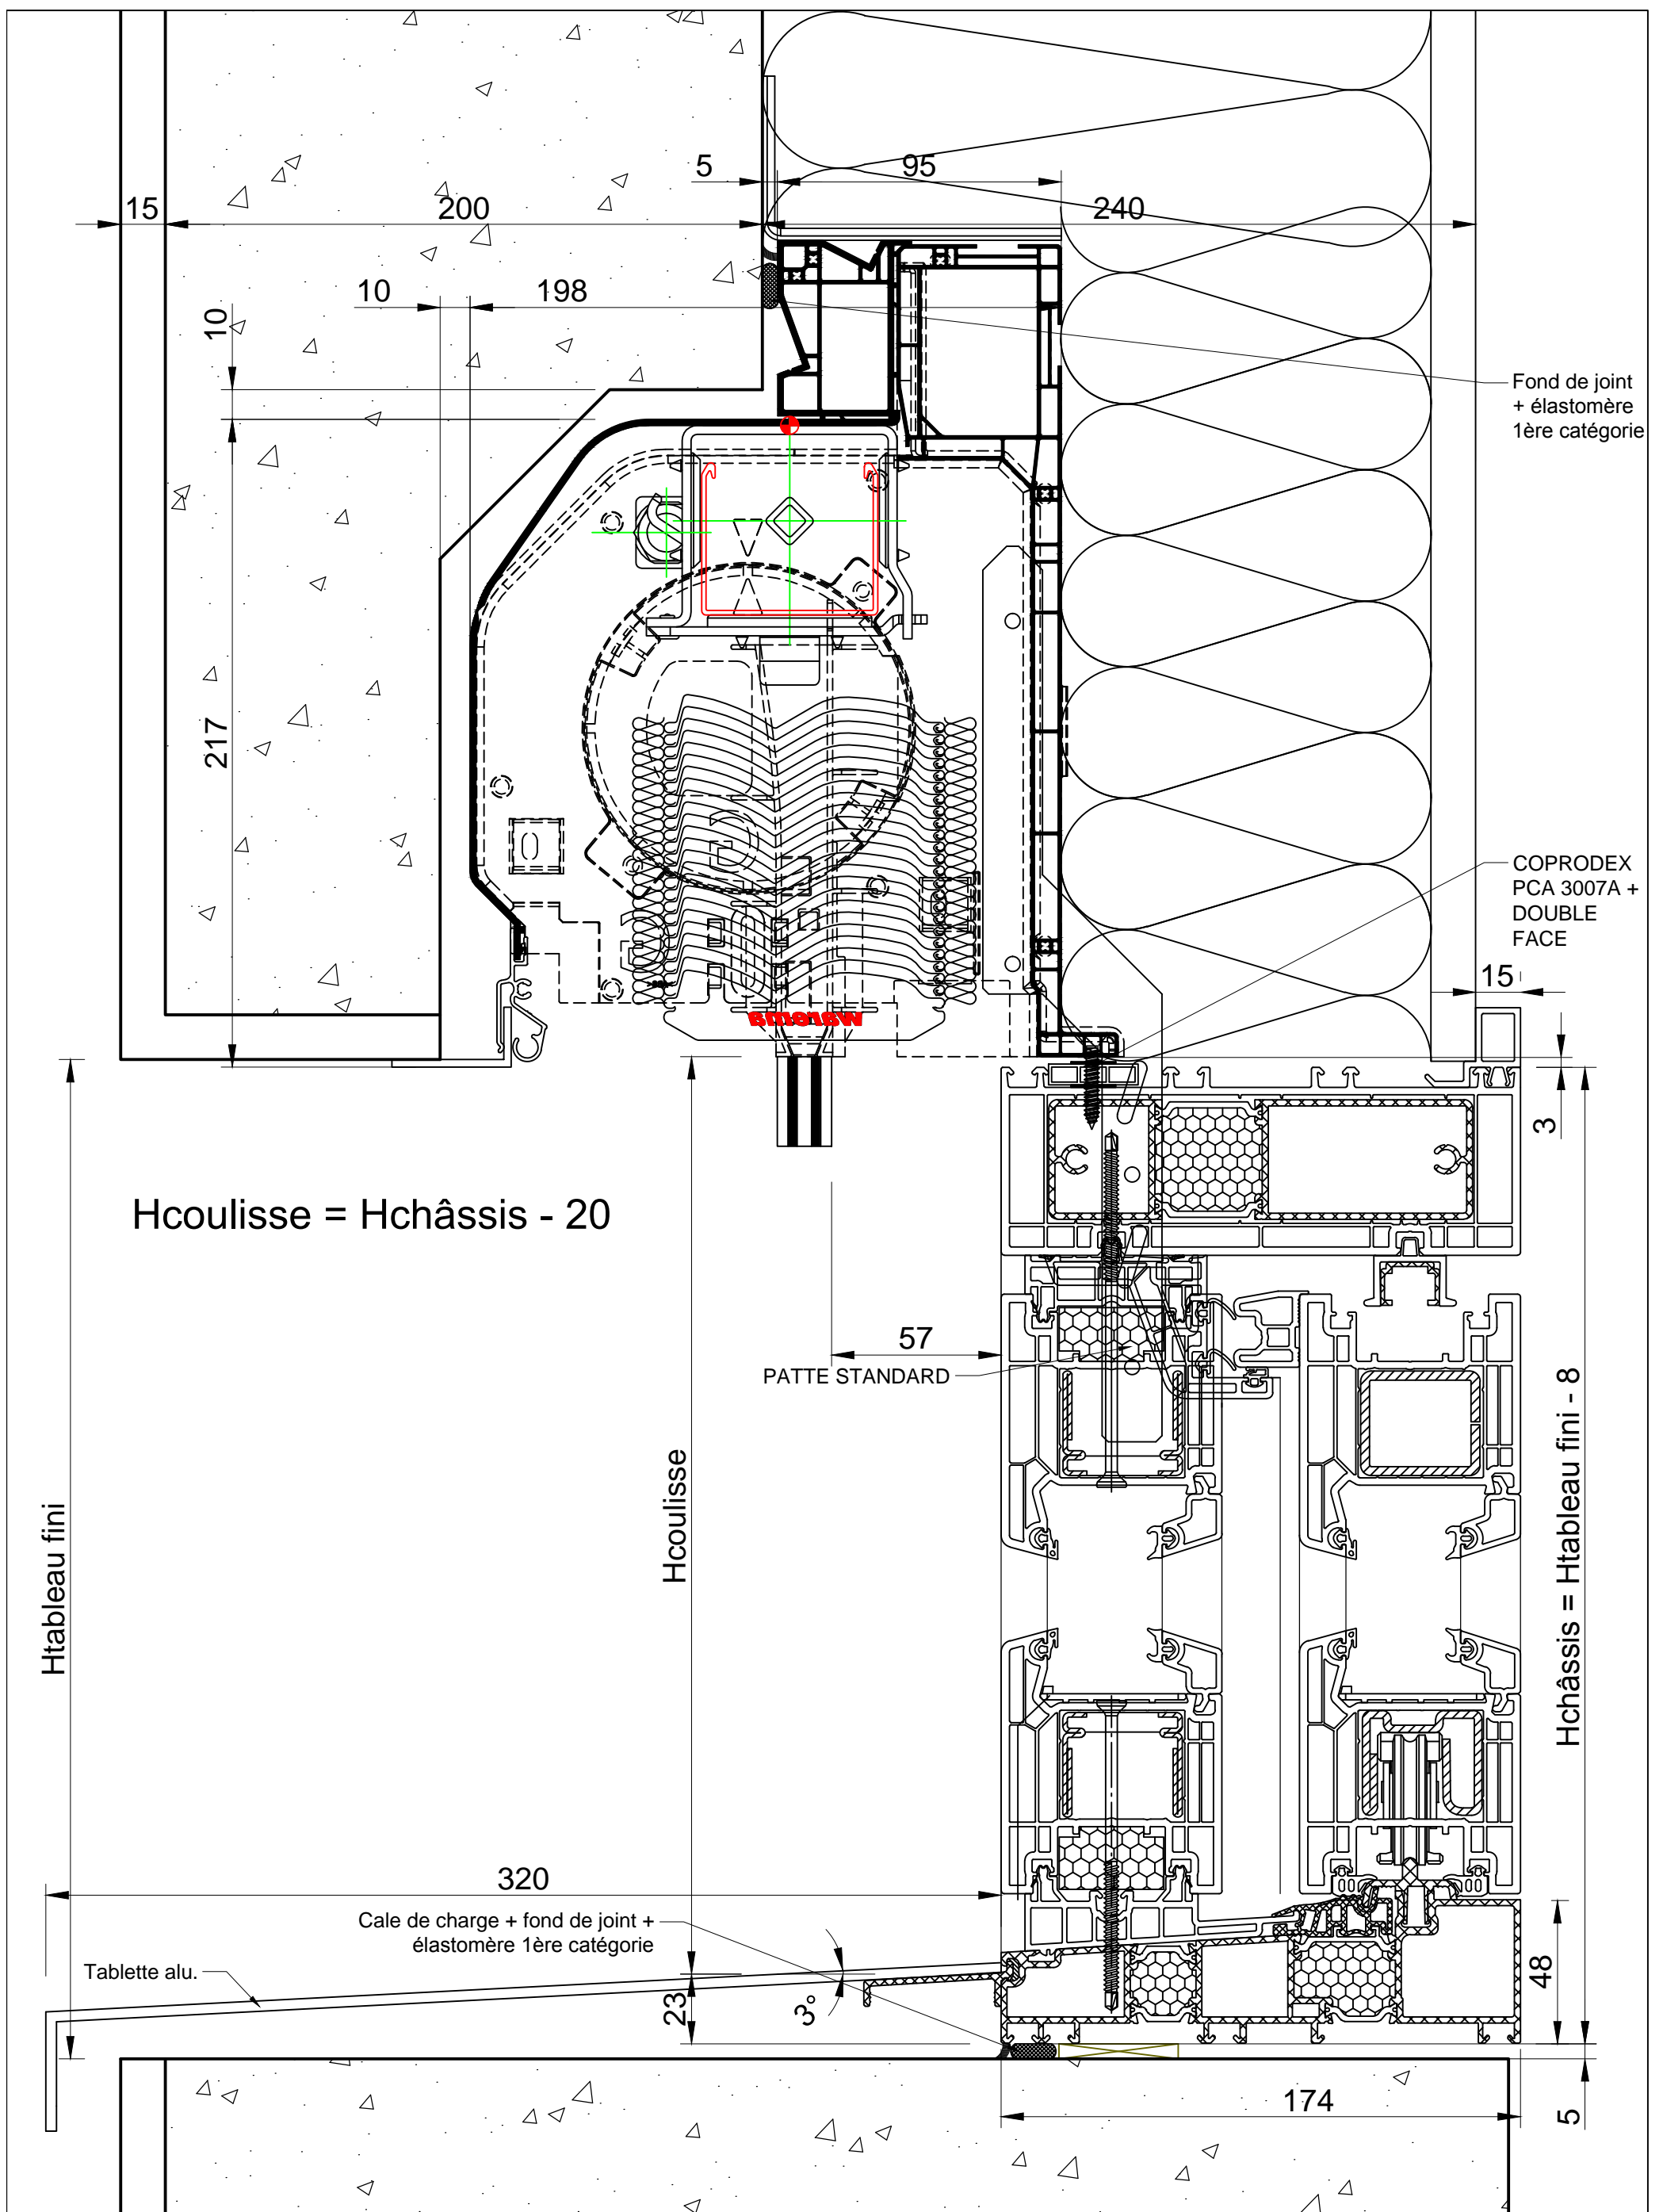 5
95
15
200
240
10
198
10
Fond de joint
+ élastomère
1ère catégorie
217
COPRODEX
PCA 3007A +
DOUBLE
FACE
15
warema
3
Hcoulisse = Hchâssis - 20
57
PATTE STANDARD
Htableau fini
Hcoulisse
Hchâssis = Htableau fini - 8
320
Cale de charge + fond de joint +
élastomère 1ère catégorie
Tablette alu.
23
3°
48
174
5